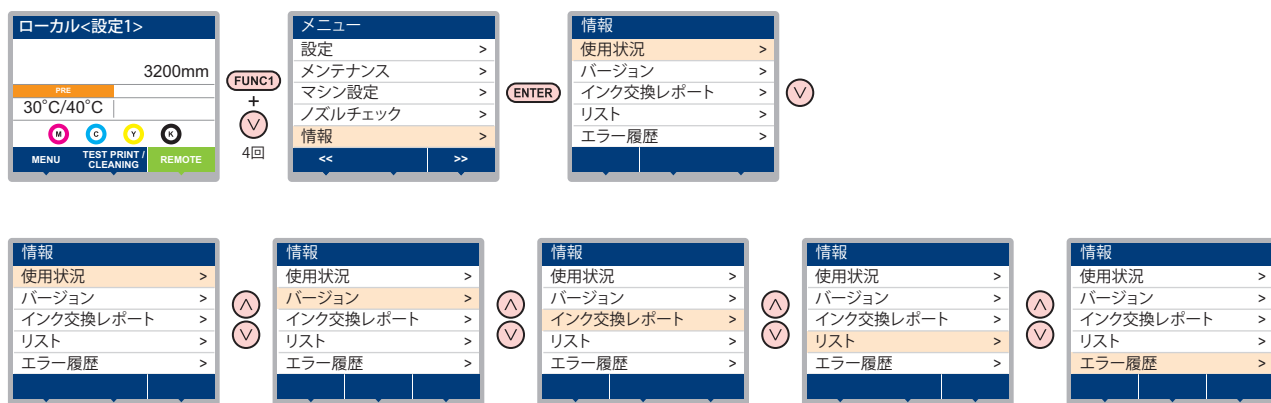 ローカル<設定1>
3200mm
PRE
30°C/40°C
M C Y K
MENU TEST PRINT / CLEANING REMOTE
FUNC1
+
4回
メニュー
設定 >
メンテナンス >
マシン設定 >
ノズルチェック >
情報 >
<< >>
ENTER
情報
使用状況 >
バージョン >
インク交換レポート >
リスト >
エラー履歴 >
情報
使用状況 >
バージョン >
インク交換レポート >
リスト >
エラー履歴 >
情報
使用状況 >
バージョン >
インク交換レポート >
リスト >
エラー履歴 >
情報
使用状況 >
バージョン >
インク交換レポート >
リスト >
エラー履歴 >
情報
使用状況 >
バージョン >
インク交換レポート >
リスト >
エラー履歴 >
情報
使用状況 >
バージョン >
インク交換レポート >
リスト >
エラー履歴 >